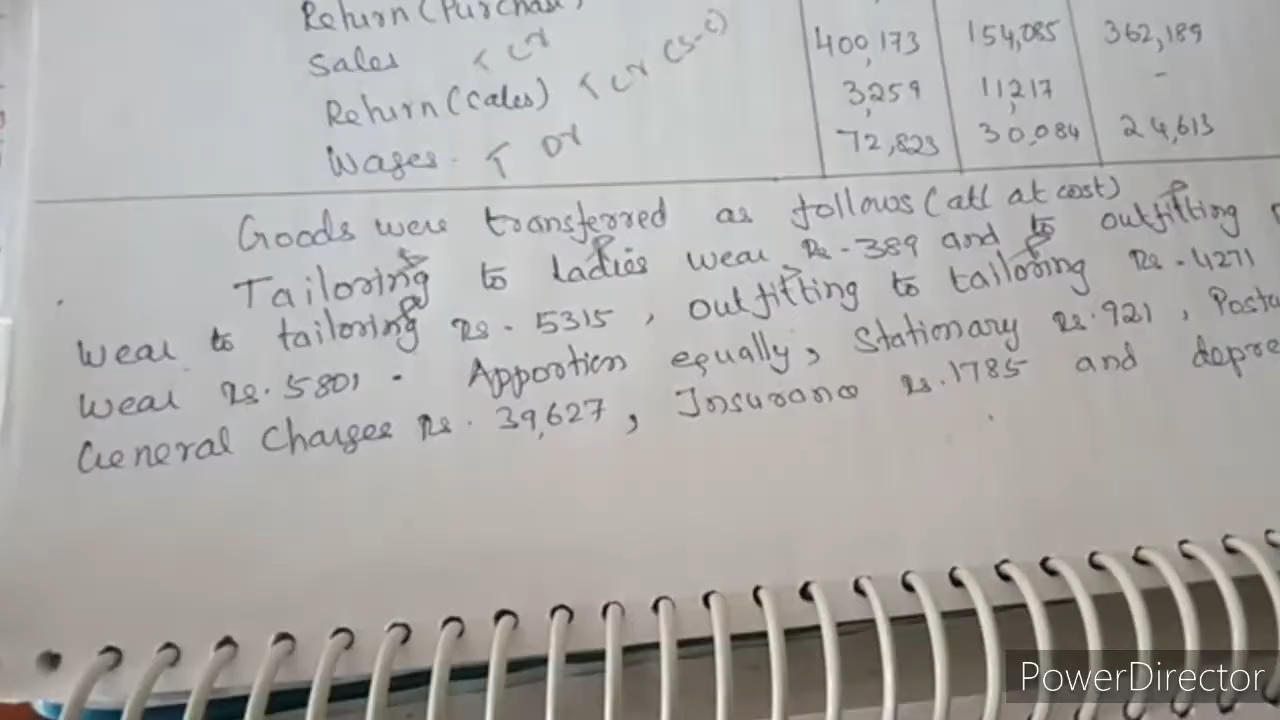 Return (Purchase)
Sales T Cr 400,173 154,085 362,189
Return (Sales) T Cr (S-C) 3,259 11,217 -
Wages. T Dr 72,823 30,084 24,613
Goods were transferred as follows (all at cost)
Tailoring to Ladies wear Rs. 389 and to outfitting
wear to tailoring Rs. 5315, outfitting to tailoring Rs. 4271
wear Rs. 5801. Apportion equally, Stationary Rs. 921, Posta
General Charges Rs. 39,627, Insurance Rs. 1785 and depre
PowerDirector